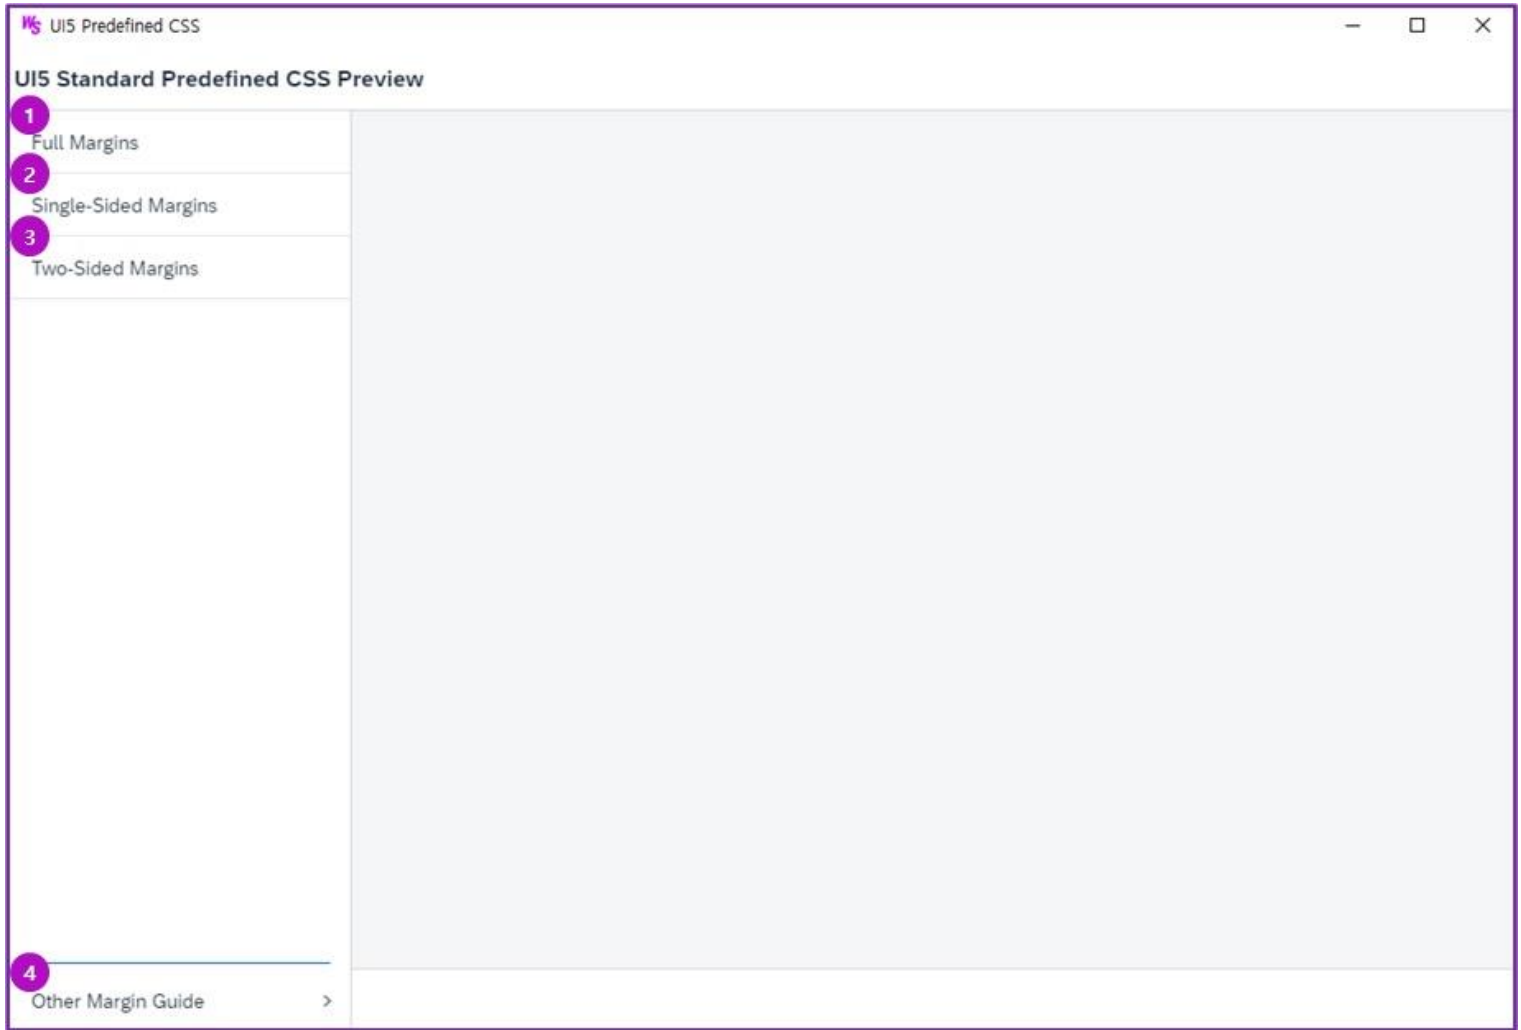 WS UI5 Predefined CSS
UI5 Standard Predefined CSS Preview
1
Full Margins
2
Single-Sided Margins
3
Two-Sided Margins
4
Other Margin Guide